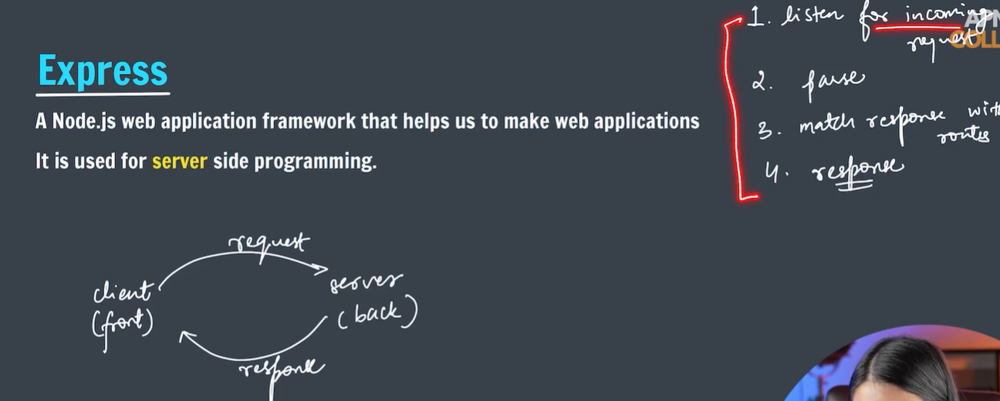 Express
A Node.js web application framework that helps us to make web applications
It is used for server side programming.
1. listen for incoming
request
2. parse
3. match response with
routes
4. response
request
client
(front)
server
(back)
response